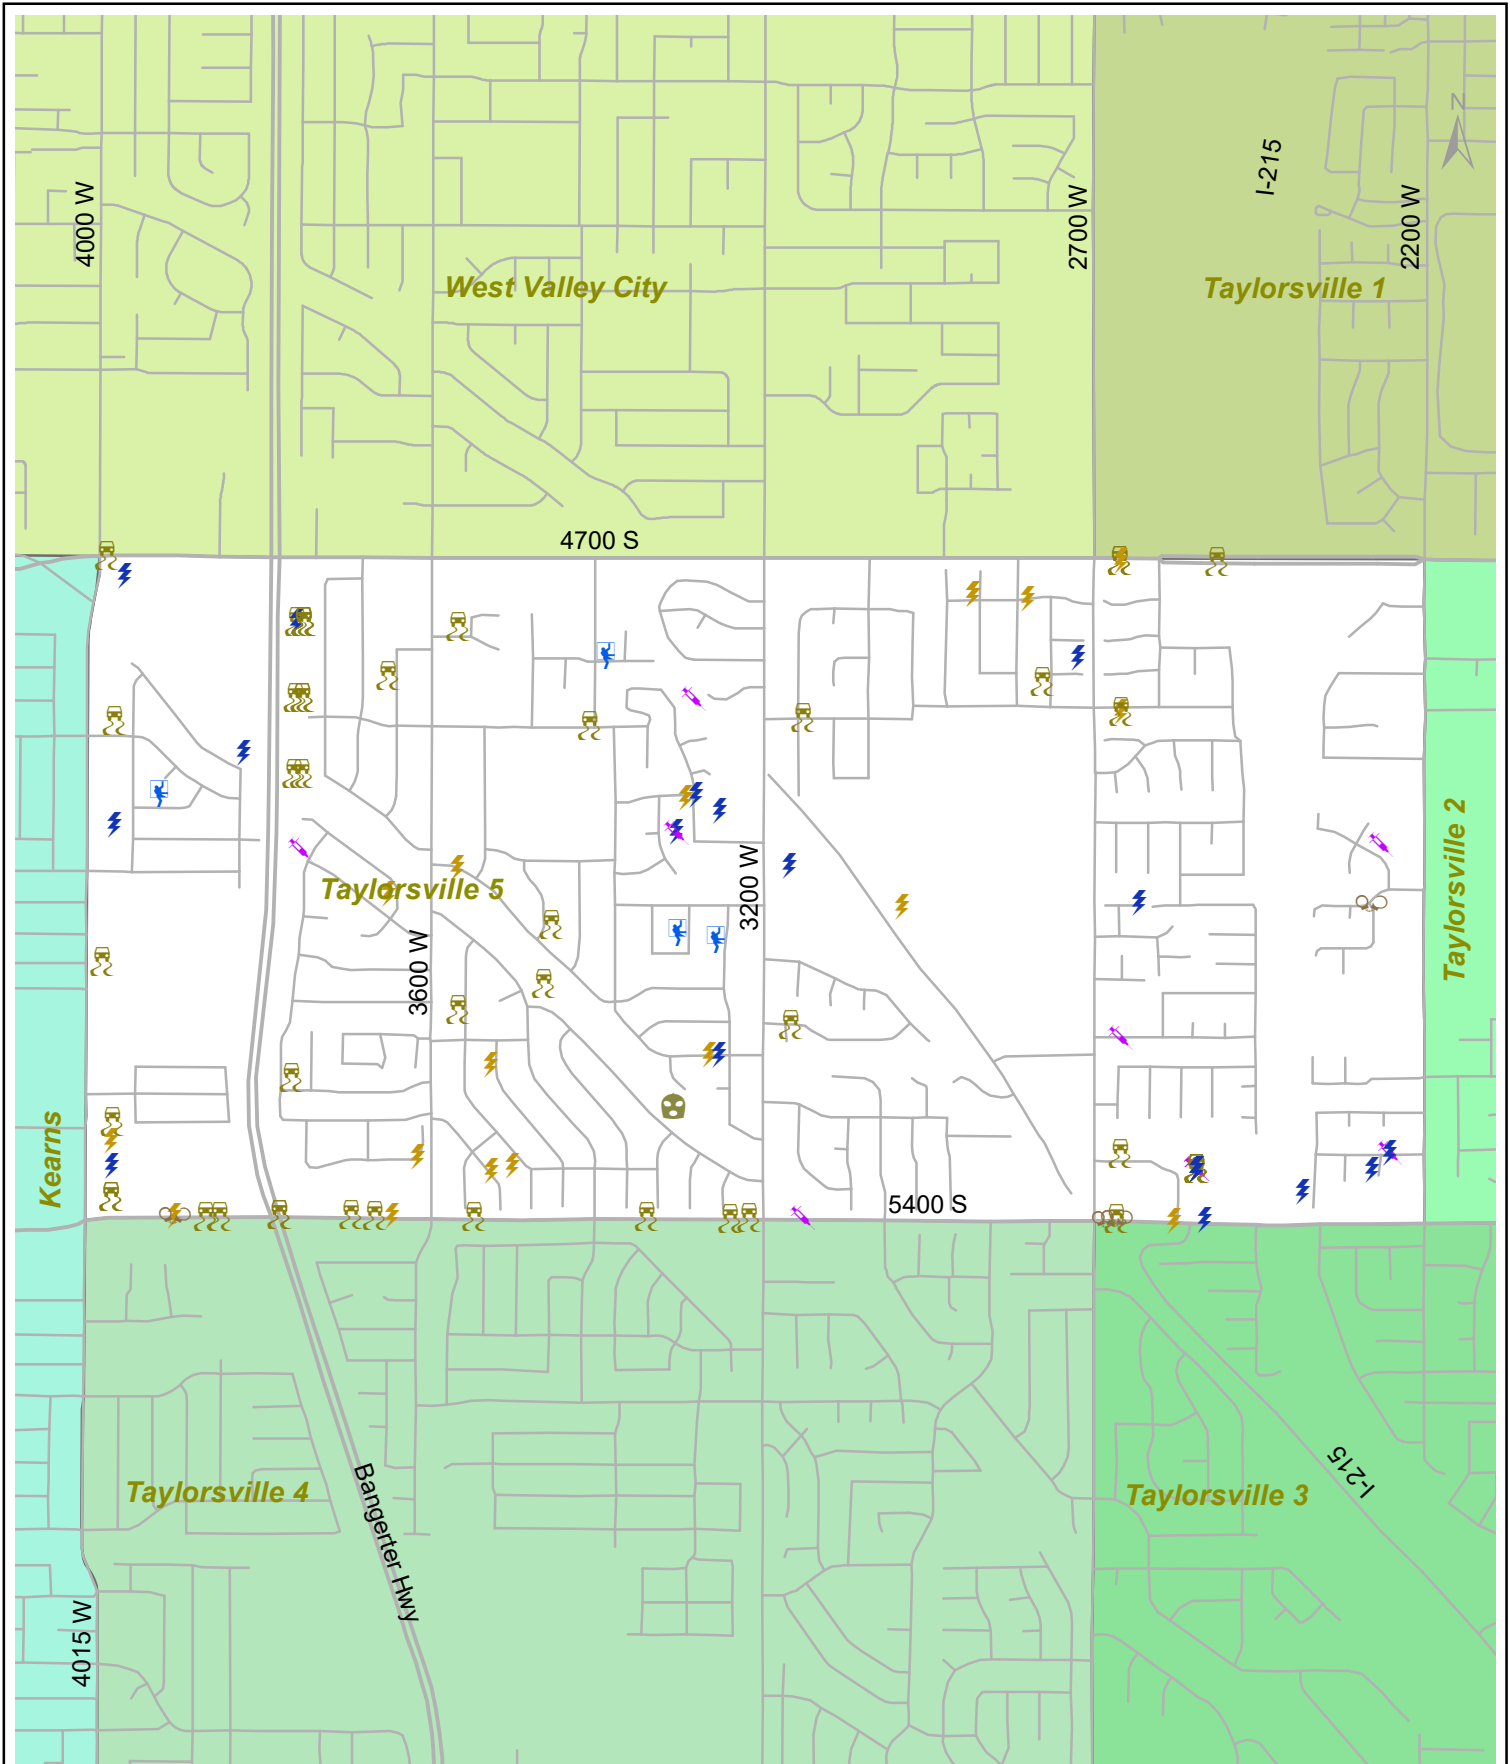 N
I-215
4000 W
2700 W
2200 W
West Valley City
Taylorsville 1
4700 S
Taylorsville 2
3200 W
Taylorsville 5
3600 W
Kearns
5400 S
I-215
Taylorsville 4
Taylorsville 3
Bangerter Hwy
4015 W